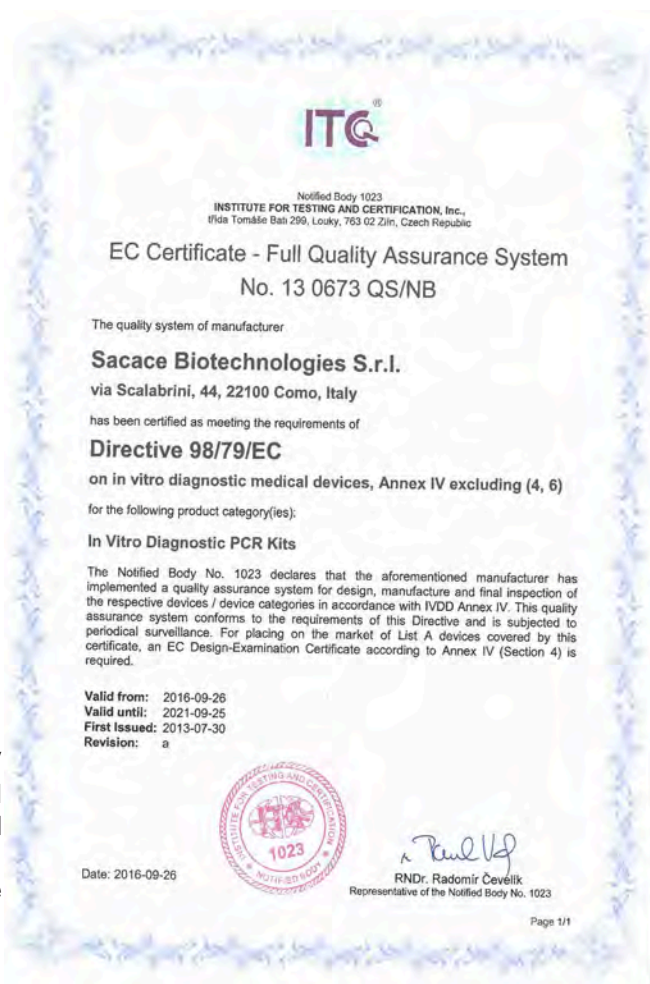 ITC®
Notified Body 1023
INSTITUTE FOR TESTING AND CERTIFICATION, Inc.,
třída Tomáše Bati 299, Louky, 763 02 Zlín, Czech Republic
EC Certificate - Full Quality Assurance System
No. 13 0673 QS/NB
The quality system of manufacturer
Sacace Biotechnologies S.r.l.
via Scalabrini, 44, 22100 Como, Italy
has been certified as meeting the requirements of
Directive 98/79/EC
on in vitro diagnostic medical devices, Annex IV excluding (4, 6)
for the following product category(ies):
In Vitro Diagnostic PCR Kits
The Notified Body No. 1023 declares that the aforementioned manufacturer has
implemented a quality assurance system for design, manufacture and final inspection of
the respective devices / device categories in accordance with IVDD Annex IV. This quality
assurance system conforms to the requirements of this Directive and is subjected to
periodical surveillance. For placing on the market of List A devices covered by this
certificate, an EC Design-Examination Certificate according to Annex IV (Section 4) is
required.
Valid from: 2016-09-26
Valid until: 2021-09-25
First Issued: 2013-07-30
Revision: a
INSTITUTE FOR TESTING AND CERTIFICATION
1023
NOTIFIED BODY
Date: 2016-09-26
RNDr. Radomír Čevelík
Representative of the Notified Body No. 1023
Page 1/1